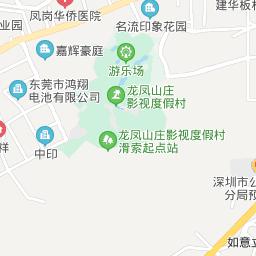 凤岗华侨医院
建华板材
名流印象花园
业园
嘉辉豪庭
游乐场
东莞市鸿翔
电池有限公司
龙凤山庄
影视度假村
龙凤山庄影视度假村
滑索起点站
中印
祥
深圳市公
分局预
如意立